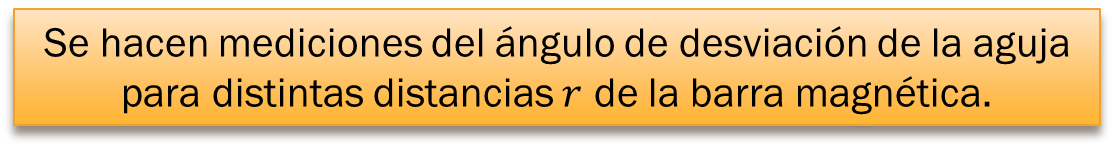 Se hacen mediciones del ángulo de desviación de la aguja
para distintas distancias r de la barra magnética.